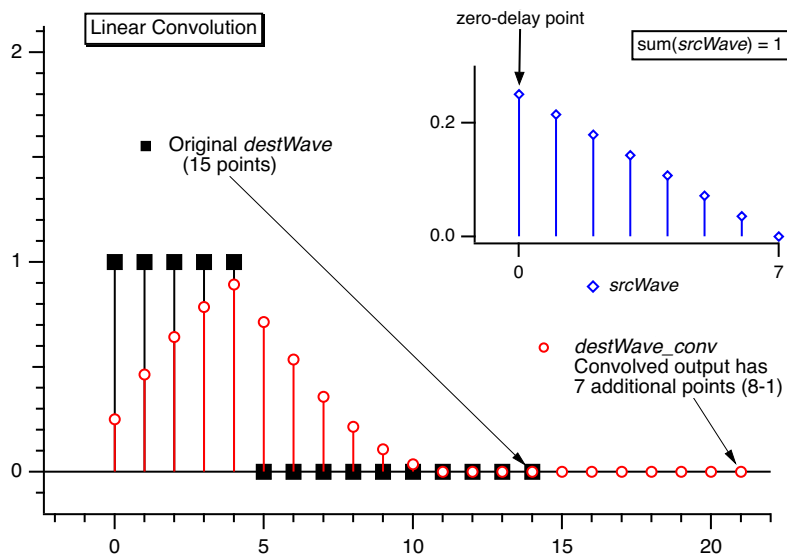 Linear Convolution
zero-delay point
sum(srcWave) = 1
2
1
0
0.2
0.0
0
7
srcWave
Original destWave
(15 points)
destWave_conv
Convolved output has
7 additional points (8-1)
0
5
10
15
20